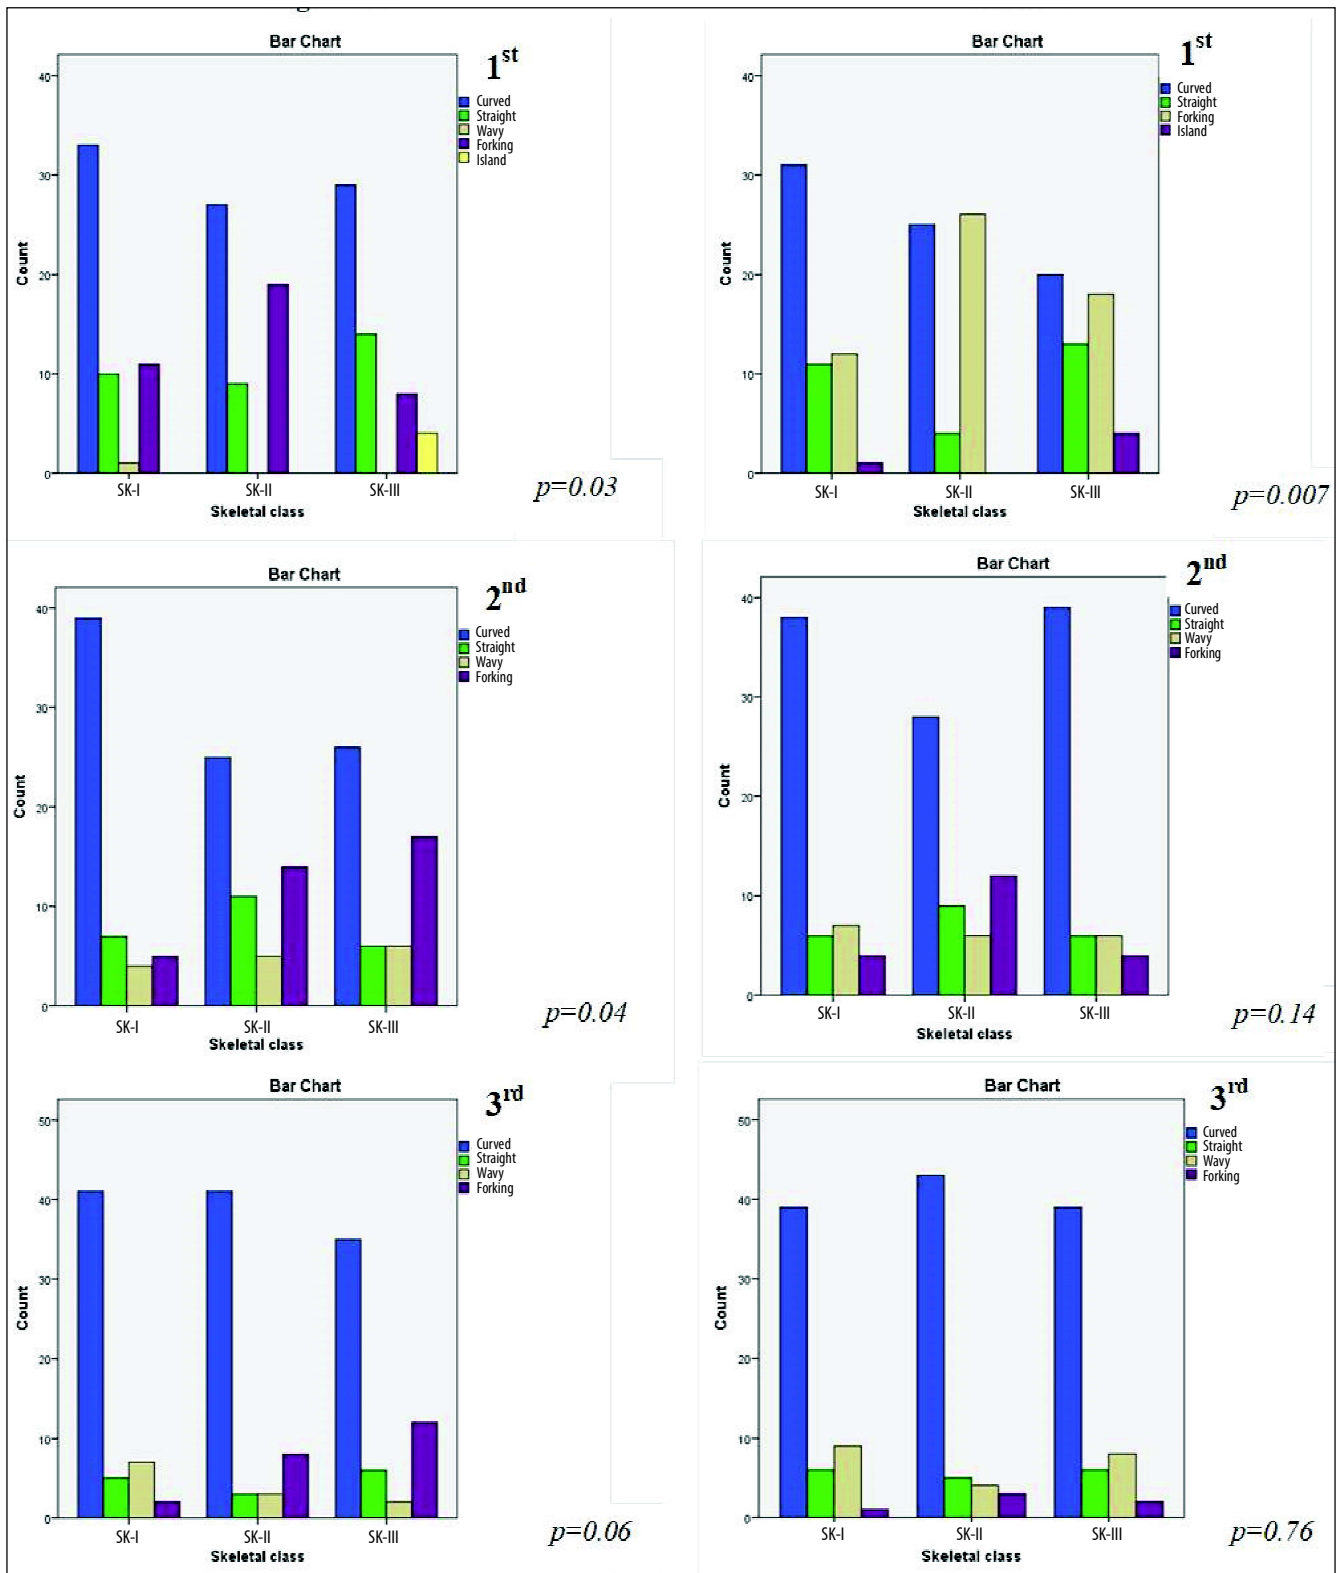 Bar Chart
1st
Curved
Straight
Wavy
Forking
Island
40
30
20
10
0
Count
SK-I SK-II SK-III
Skeletal class
p=0.03
Bar Chart
1st
Curved
Straight
Forking
Island
40
30
20
10
0
Count
SK-I SK-II SK-III
Skeletal class
p=0.007
Bar Chart
2nd
Curved
Straight
Wavy
Forking
40
30
20
10
0
Count
SK-I SK-II SK-III
Skeletal class
p=0.04
Bar Chart
2nd
Curved
Straight
Wavy
Forking
40
30
20
10
0
Count
SK-I SK-II SK-III
Skeletal class
p=0.14
Bar Chart
3rd
Curved
Straight
Wavy
Forking
50
40
30
20
10
0
Count
SK-I SK-II SK-III
Skeletal class
p=0.06
Bar Chart
3rd
Curved
Straight
Wavy
Forking
50
40
30
20
10
0
Count
SK-I SK-II SK-III
Skeletal class
p=0.76